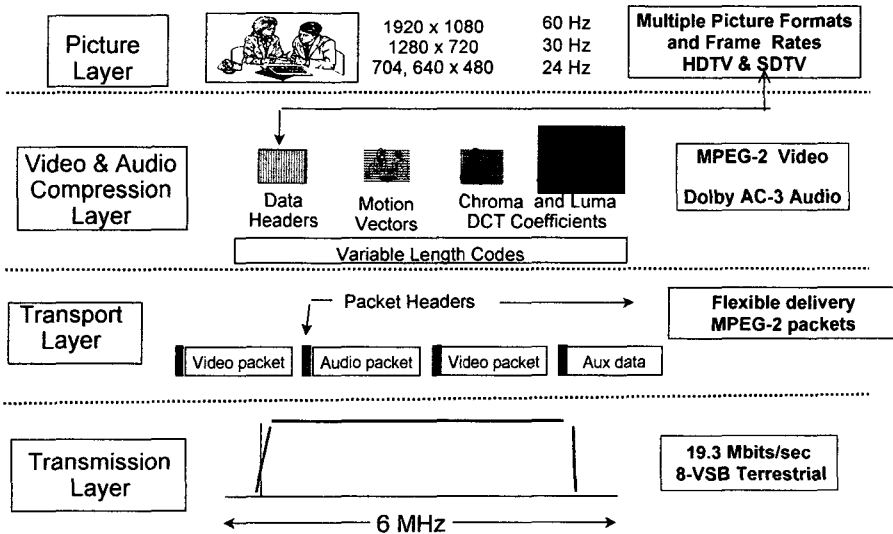 Picture
Layer
1920 x 1080
1280 x 720
704, 640 x 480
60 Hz
30 Hz
24 Hz
Multiple Picture Formats
and Frame Rates
HDTV & SDTV
Video & Audio
Compression
Layer
Data
Headers
Motion
Vectors
Chroma and Luma
DCT Coefficients
Variable Length Codes
MPEG-2 Video
Dolby AC-3 Audio
Transport
Layer
Packet Headers
Video packet
Audio packet
Video packet
Aux data
Flexible delivery
MPEG-2 packets
Transmission
Layer
6 MHz
19.3 Mbits/sec
8-VSB Terrestrial